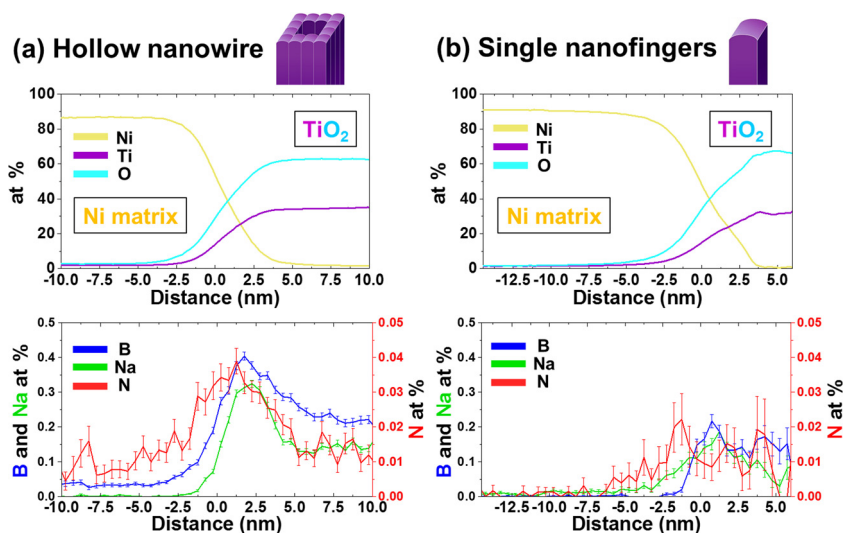 (a) Hollow nanowire
(b) Single nanofingers
100
80
60
40
20
0
at %
Ni
Ti
O
TiO2
Ni matrix
-10.0 -7.5 -5.0 -2.5 0.0 2.5 5.0 7.5 10.0
Distance (nm)
100
80
60
40
20
0
at %
Ni
Ti
O
TiO2
Ni matrix
-12.5 -10.0 -7.5 -5.0 -2.5 0.0 2.5 5.0
Distance (nm)
0.5
0.4
0.3
0.2
0.1
0.0
B and Na at %
B
Na
N
0.05
0.04
0.03
0.02
0.01
0.00
N at %
-10.0 -7.5 -5.0 -2.5 0.0 2.5 5.0 7.5 10.0
Distance (nm)
0.5
0.4
0.3
0.2
0.1
0.0
B and Na at %
B
Na
N
0.05
0.04
0.03
0.02
0.01
0.00
N at %
-12.5 -10.0 -7.5 -5.0 -2.5 0.0 2.5 5.0
Distance (nm)